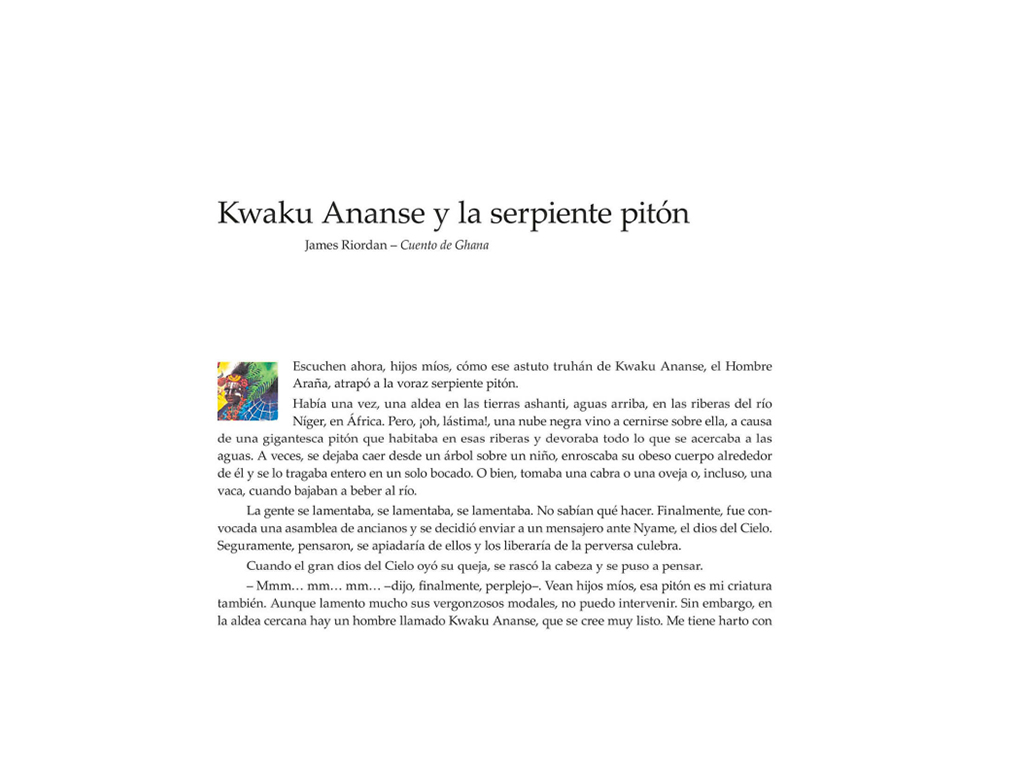 Kwaku Ananse y la serpiente pitón
James Riordan – Cuento de Ghana
Escuchen ahora, hijos míos, cómo ese astuto truhán de Kwaku Ananse, el Hombre
Araña, atrapó a la voraz serpiente pitón.
Había una vez, una aldea en las tierras ashanti, aguas arriba, en las riberas del río
Níger, en África. Pero, ¡oh, lástima!, una nube negra vino a cernirse sobre ella, a causa
de una gigantesca pitón que habitaba en esas riberas y devoraba todo lo que se acercaba a las
aguas. A veces, se dejaba caer desde un árbol sobre un niño, enroscaba su obeso cuerpo alrededor
de él y se lo tragaba entero en un solo bocado. O bien, tomaba una cabra o una oveja o, incluso, una
vaca, cuando bajaban a beber al río.
La gente se lamentaba, se lamentaba, se lamentaba. No sabían qué hacer. Finalmente, fue con-
vocada una asamblea de ancianos y se decidió enviar a un mensajero ante Nyame, el dios del Cielo.
Seguramente, pensaron, se apiadaría de ellos y los liberaría de la perversa culebra.
Cuando el gran dios del Cielo oyó su queja, se rascó la cabeza y se puso a pensar.
– Mmm… mm… mm… –dijo, finalmente, perplejo–. Vean hijos míos, esa pitón es mi criatura
también. Aunque lamento mucho sus vergonzosos modales, no puedo intervenir. Sin embargo, en
la aldea cercana hay un hombre llamado Kwaku Ananse, que se cree muy listo. Me tiene harto con